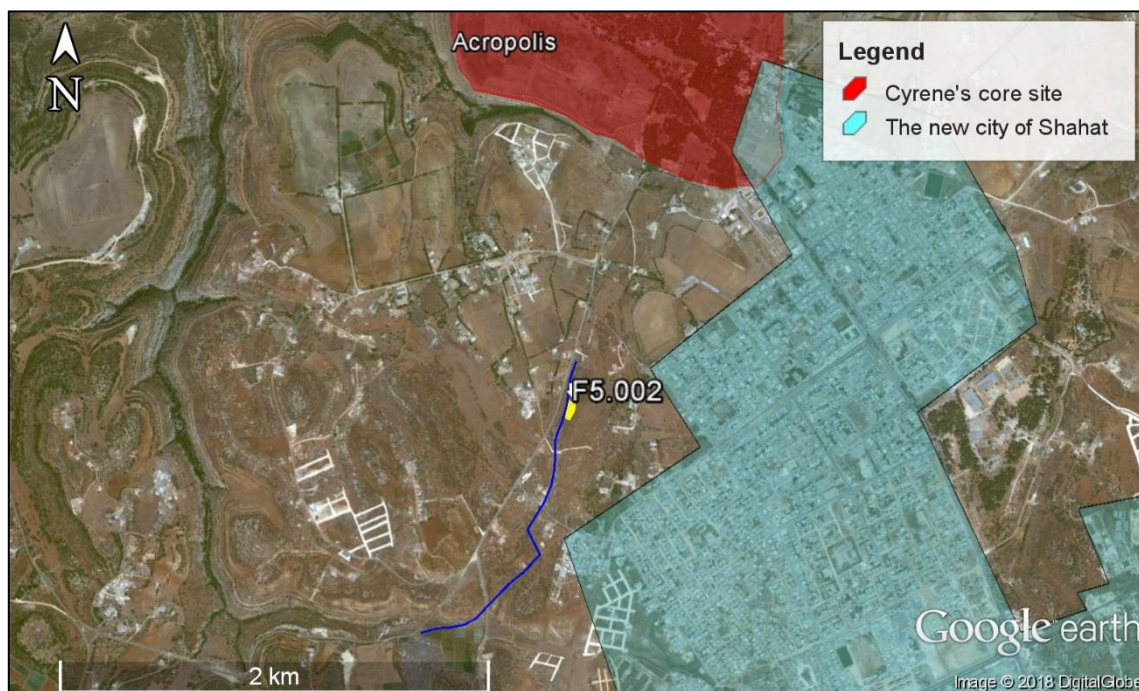 Acropolis
N
Legend
Cyrene's core site
The new city of Shahat
F5.002
2 km
Google earth
Image © 2018 DigitalGlobe